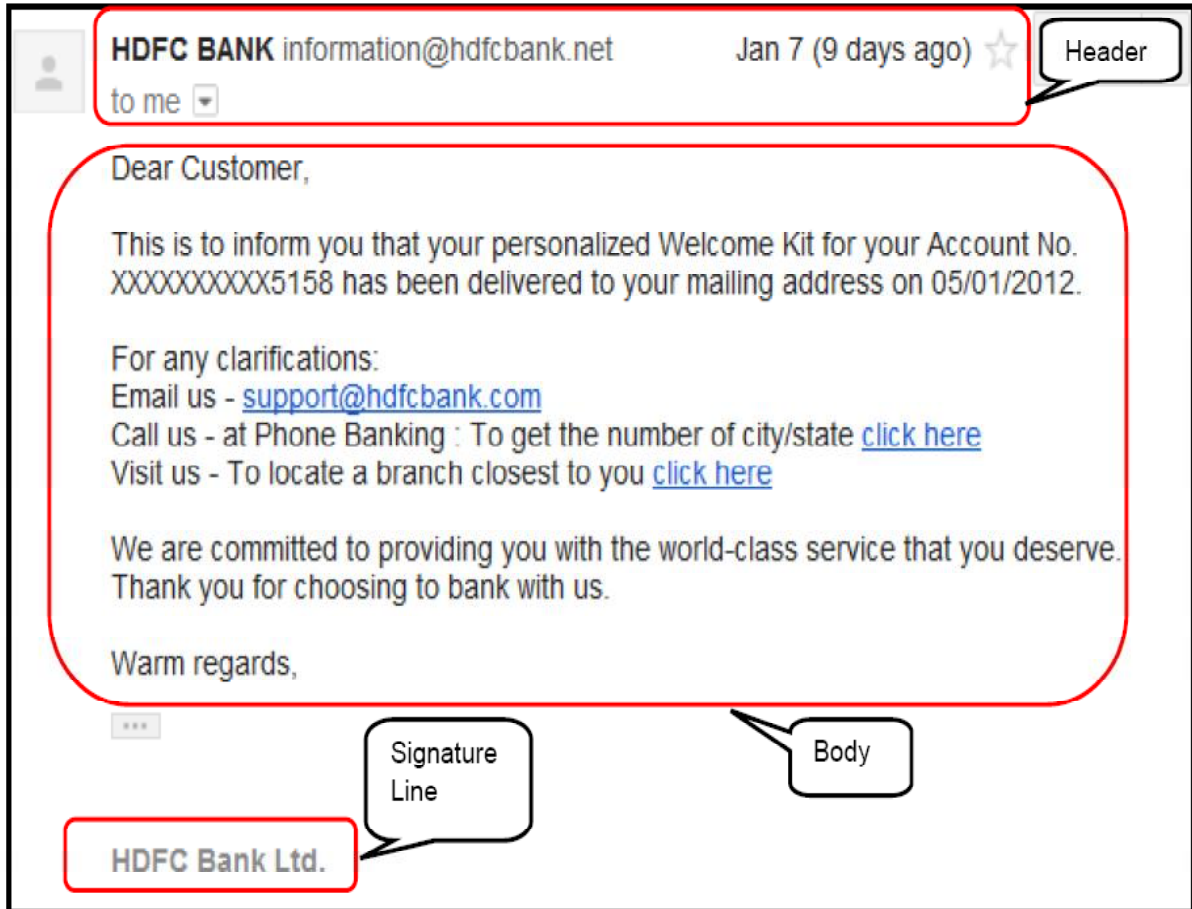 HDFC BANK information@hdfcbank.net Jan 7 (9 days ago)
Header
to me
Dear Customer,
This is to inform you that your personalized Welcome Kit for your Account No.
XXXXXXXXXX5158 has been delivered to your mailing address on 05/01/2012.
For any clarifications:
Email us - support@hdfcbank.com
Call us - at Phone Banking : To get the number of city/state click here
Visit us - To locate a branch closest to you click here
We are committed to providing you with the world-class service that you deserve.
Thank you for choosing to bank with us.
Warm regards,
Signature
Line
Body
HDFC Bank Ltd.